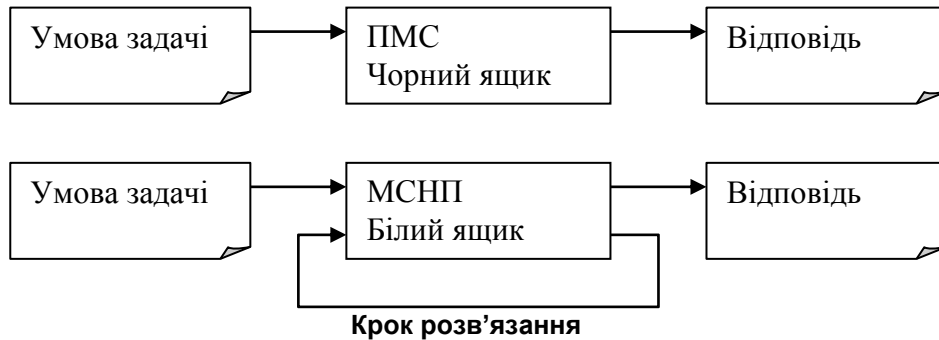 Умова задачі
ПМС
Чорний ящик
Відповідь
Умова задачі
МСНП
Білий ящик
Відповідь
Крок розв'язання